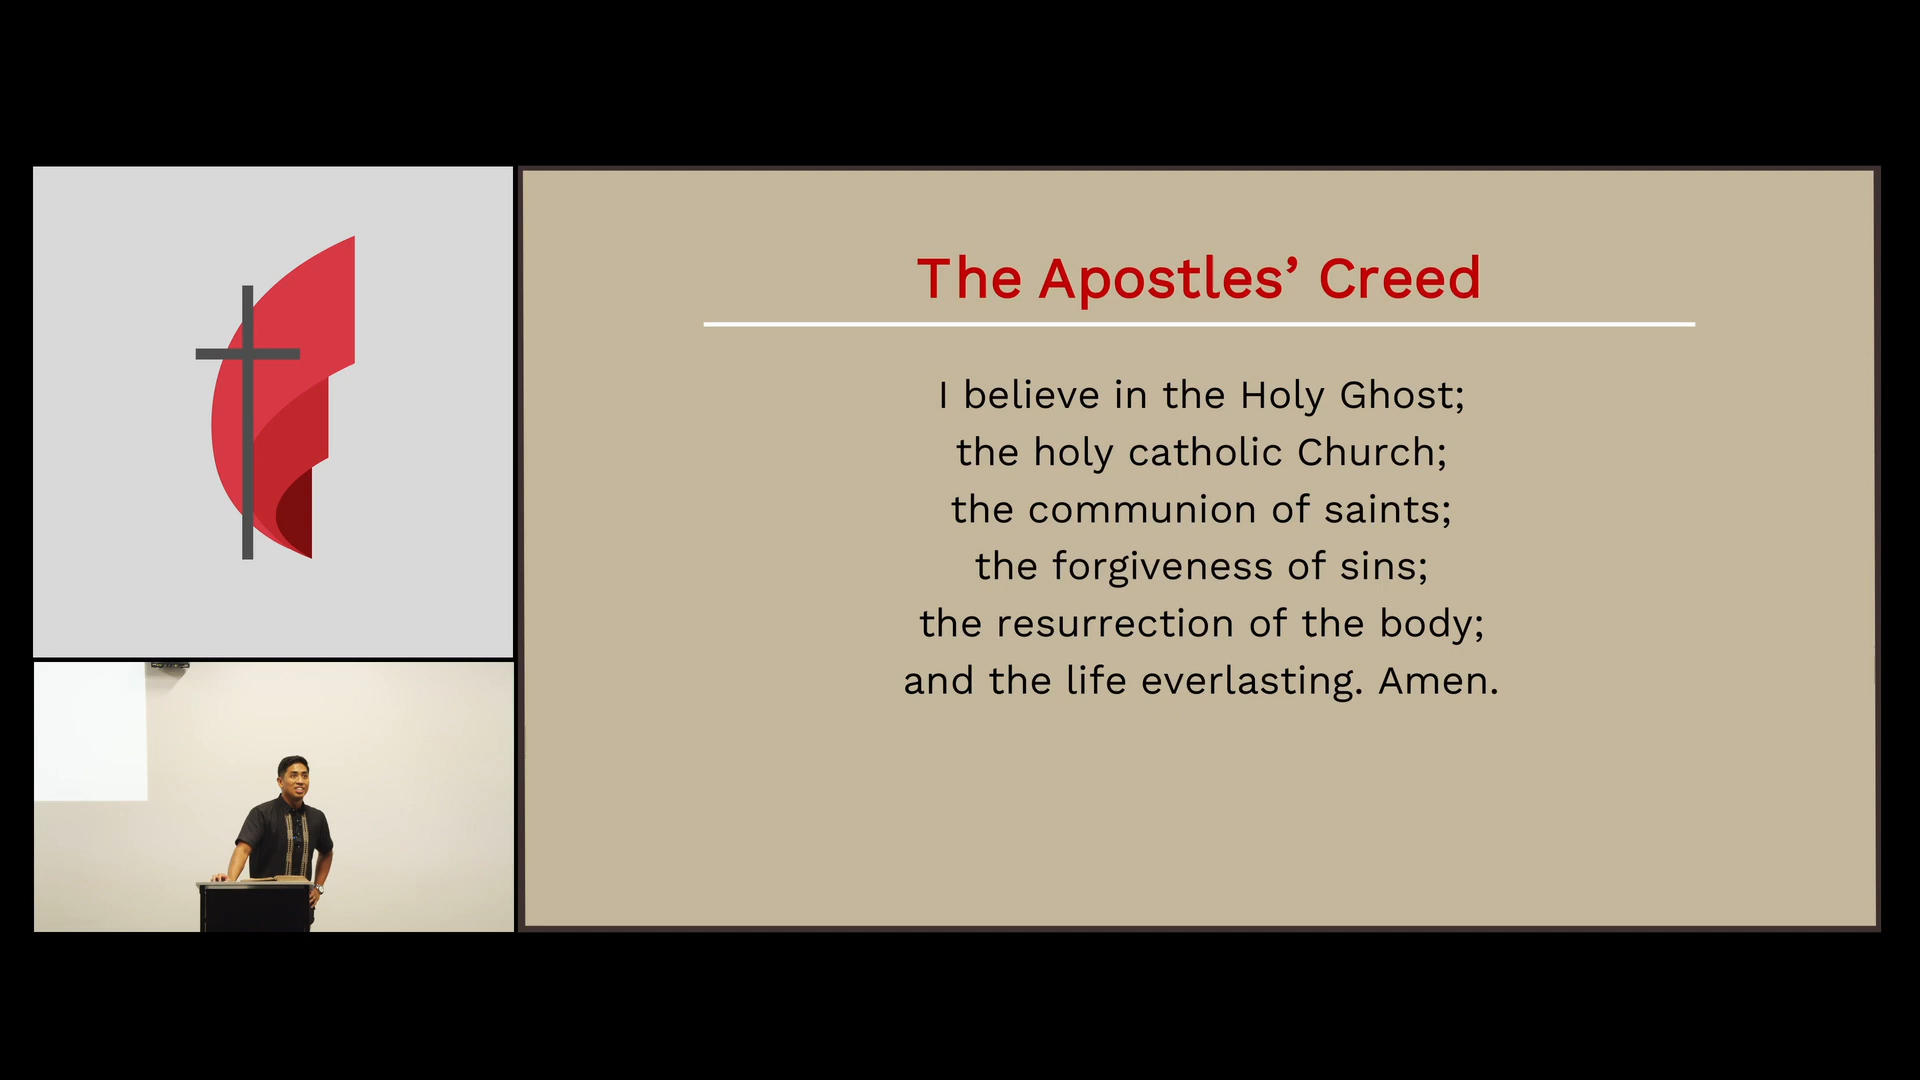 The Apostles’ Creed
I believe in the Holy Ghost;
the holy catholic Church;
the communion of saints;
the forgiveness of sins;
the resurrection of the body;
and the life everlasting. Amen.